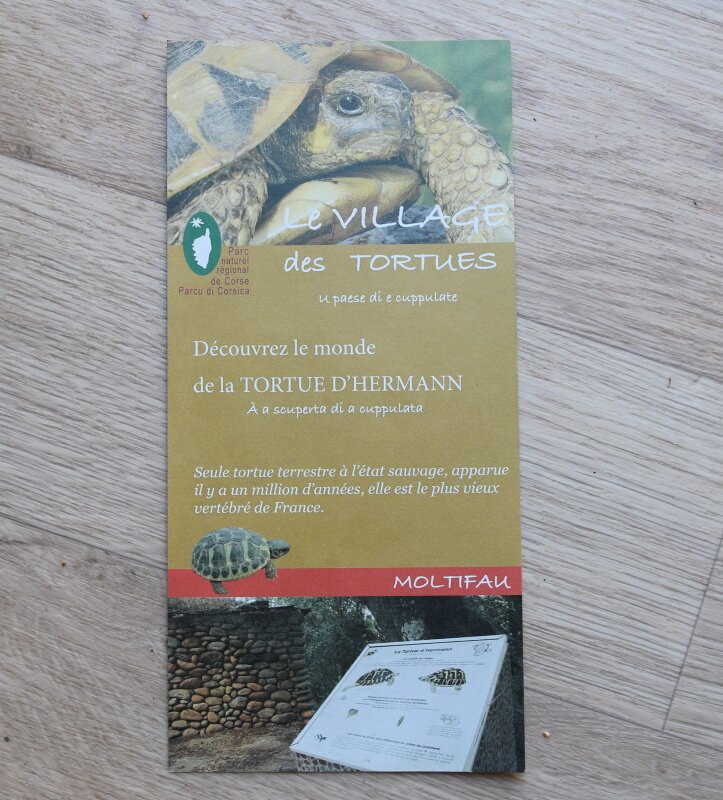 Le VILLAGE
des TORTUES
U paese di e cuppulate
Parc
naturel
régional
de Corse
Parcu di Corsica
Découvrez le monde
de la TORTUE D'HERMANN
À a scuperta di a cuppulata
Seule tortue terrestre à l'état sauvage, apparue
il y a un million d'années, elle est le plus vieux
vertébré de France.
MOLTIFAU
La Tortue d'Hermann